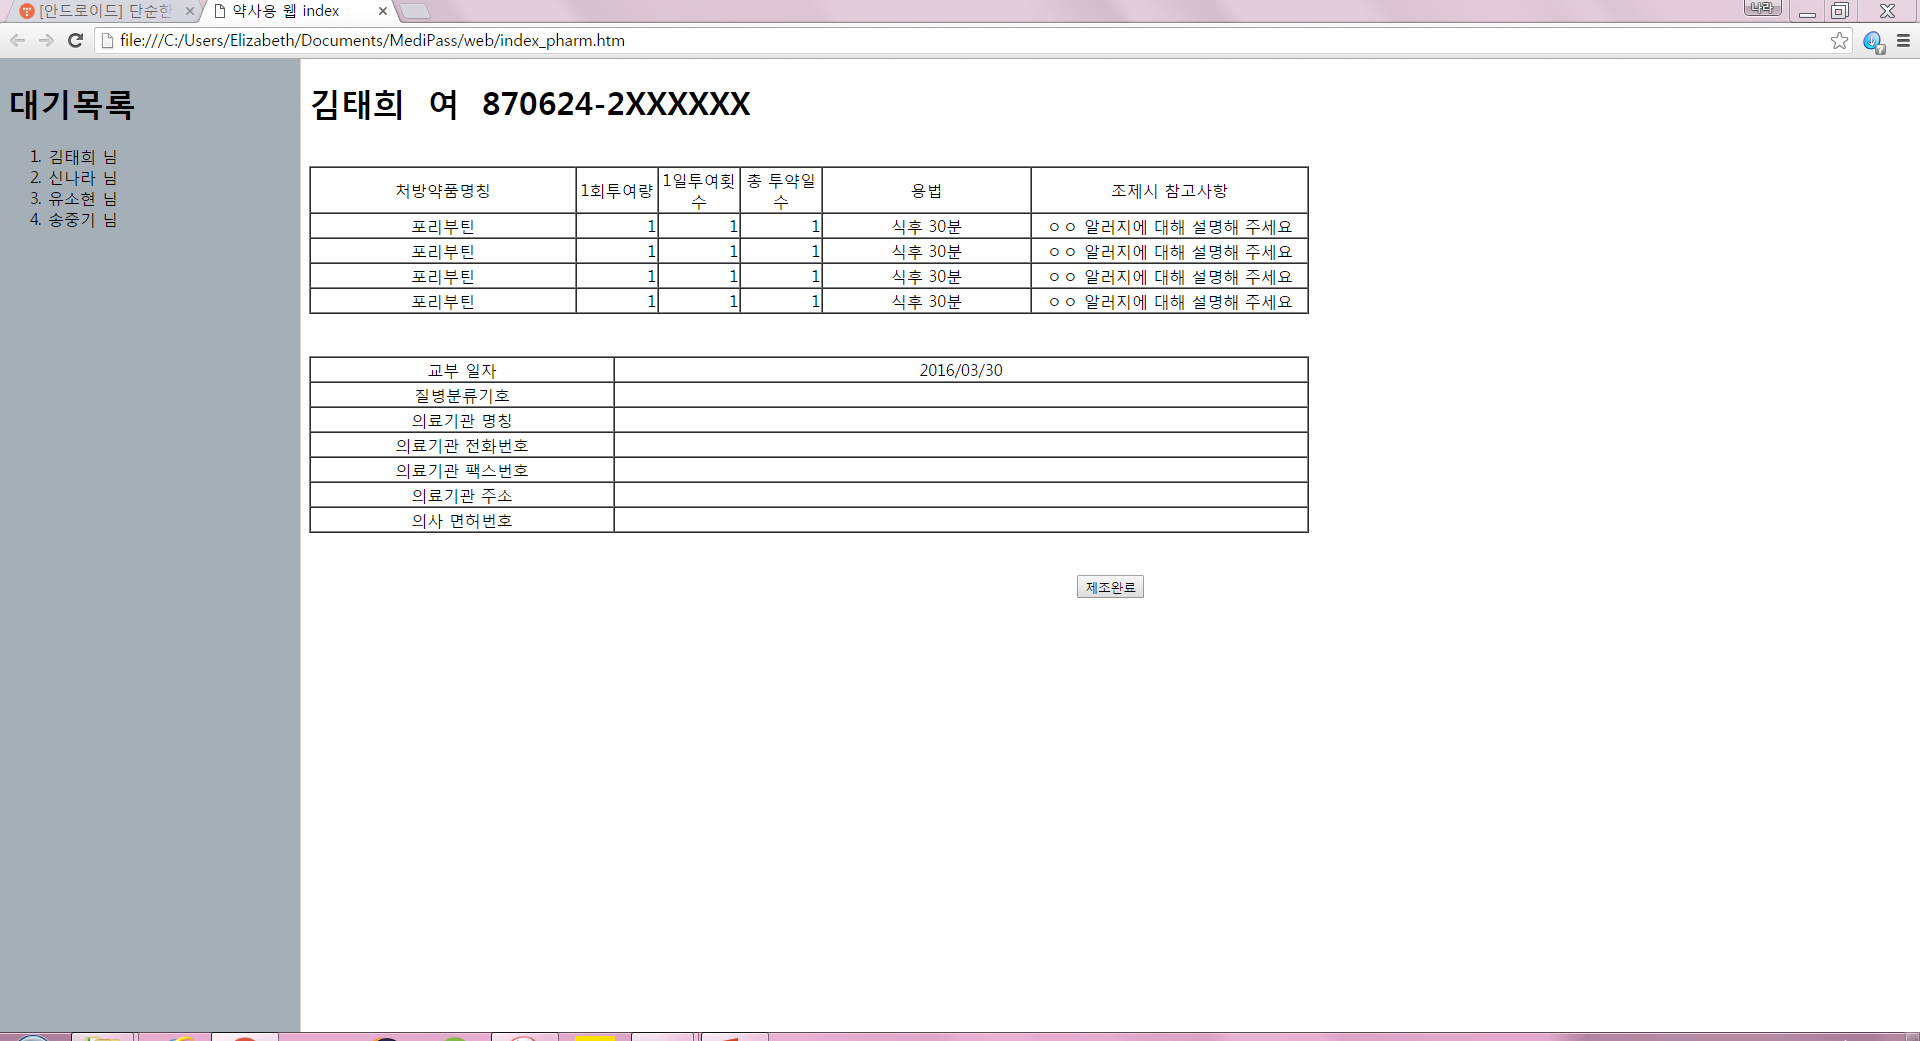 [안드로이드] 단순한
약사용 웹 index
나라
file:///C:/Users/Elizabeth/Documents/MediPass/web/index_pharm.htm
대기목록
1. 김태희 님
2. 신나라 님
3. 유소현 님
4. 송중기 님
김태희 여 870624-2XXXXXX
처방약품명칭 1회투여량 1일투여횟수 총 투약일수 용법 조제시 참고사항
포리부틴 1 1 1 식후 30분 ㅇㅇ 알러지에 대해 설명해 주세요
포리부틴 1 1 1 식후 30분 ㅇㅇ 알러지에 대해 설명해 주세요
포리부틴 1 1 1 식후 30분 ㅇㅇ 알러지에 대해 설명해 주세요
포리부틴 1 1 1 식후 30분 ㅇㅇ 알러지에 대해 설명해 주세요
교부 일자 2016/03/30
질병분류기호
의료기관 명칭
의료기관 전화번호
의료기관 팩스번호
의료기관 주소
의사 면허번호
제조완료